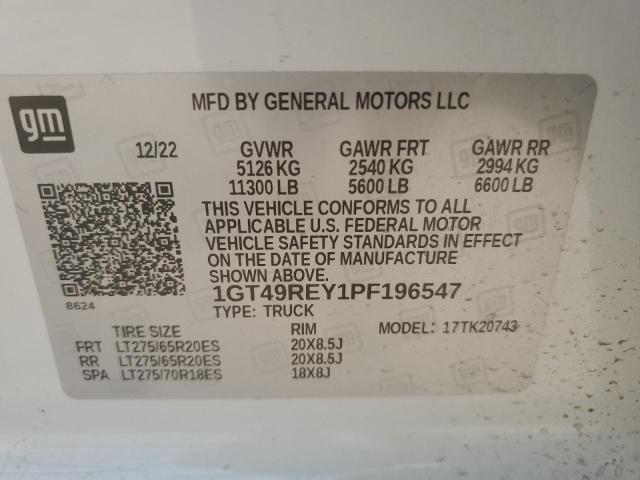 gm
MFD BY GENERAL MOTORS LLC
12/22 GVWR GAWR FRT GAWR RR
5126 KG 2540 KG 2994 KG
11300 LB 5600 LB 6600 LB
THIS VEHICLE CONFORMS TO ALL
APPLICABLE U.S. FEDERAL MOTOR
VEHICLE SAFETY STANDARDS IN EFFECT
ON THE DATE OF MANUFACTURE
SHOWN ABOVE.
8624 1GT49REY1PF196547
TYPE: TRUCK
TIRE SIZE RIM MODEL: 17TK20743
FRT LT275/65R20ES 20X8.5J
RR LT275/65R20ES 20X8.5J
SPA LT275/70R18ES 18X8J